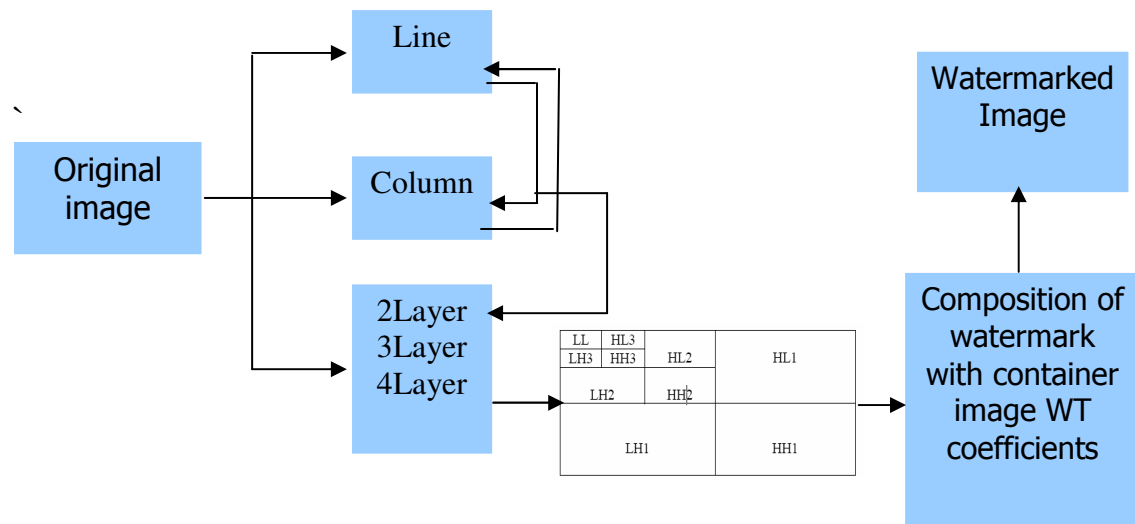 `
Original
image
Line
Column
2Layer
3Layer
4Layer
LL HL3
LH3 HH3
HL2
HL1
LH2
HH2
LH1
HH1
Composition of
watermark
with container
image WT
coefficients
Watermarked
Image